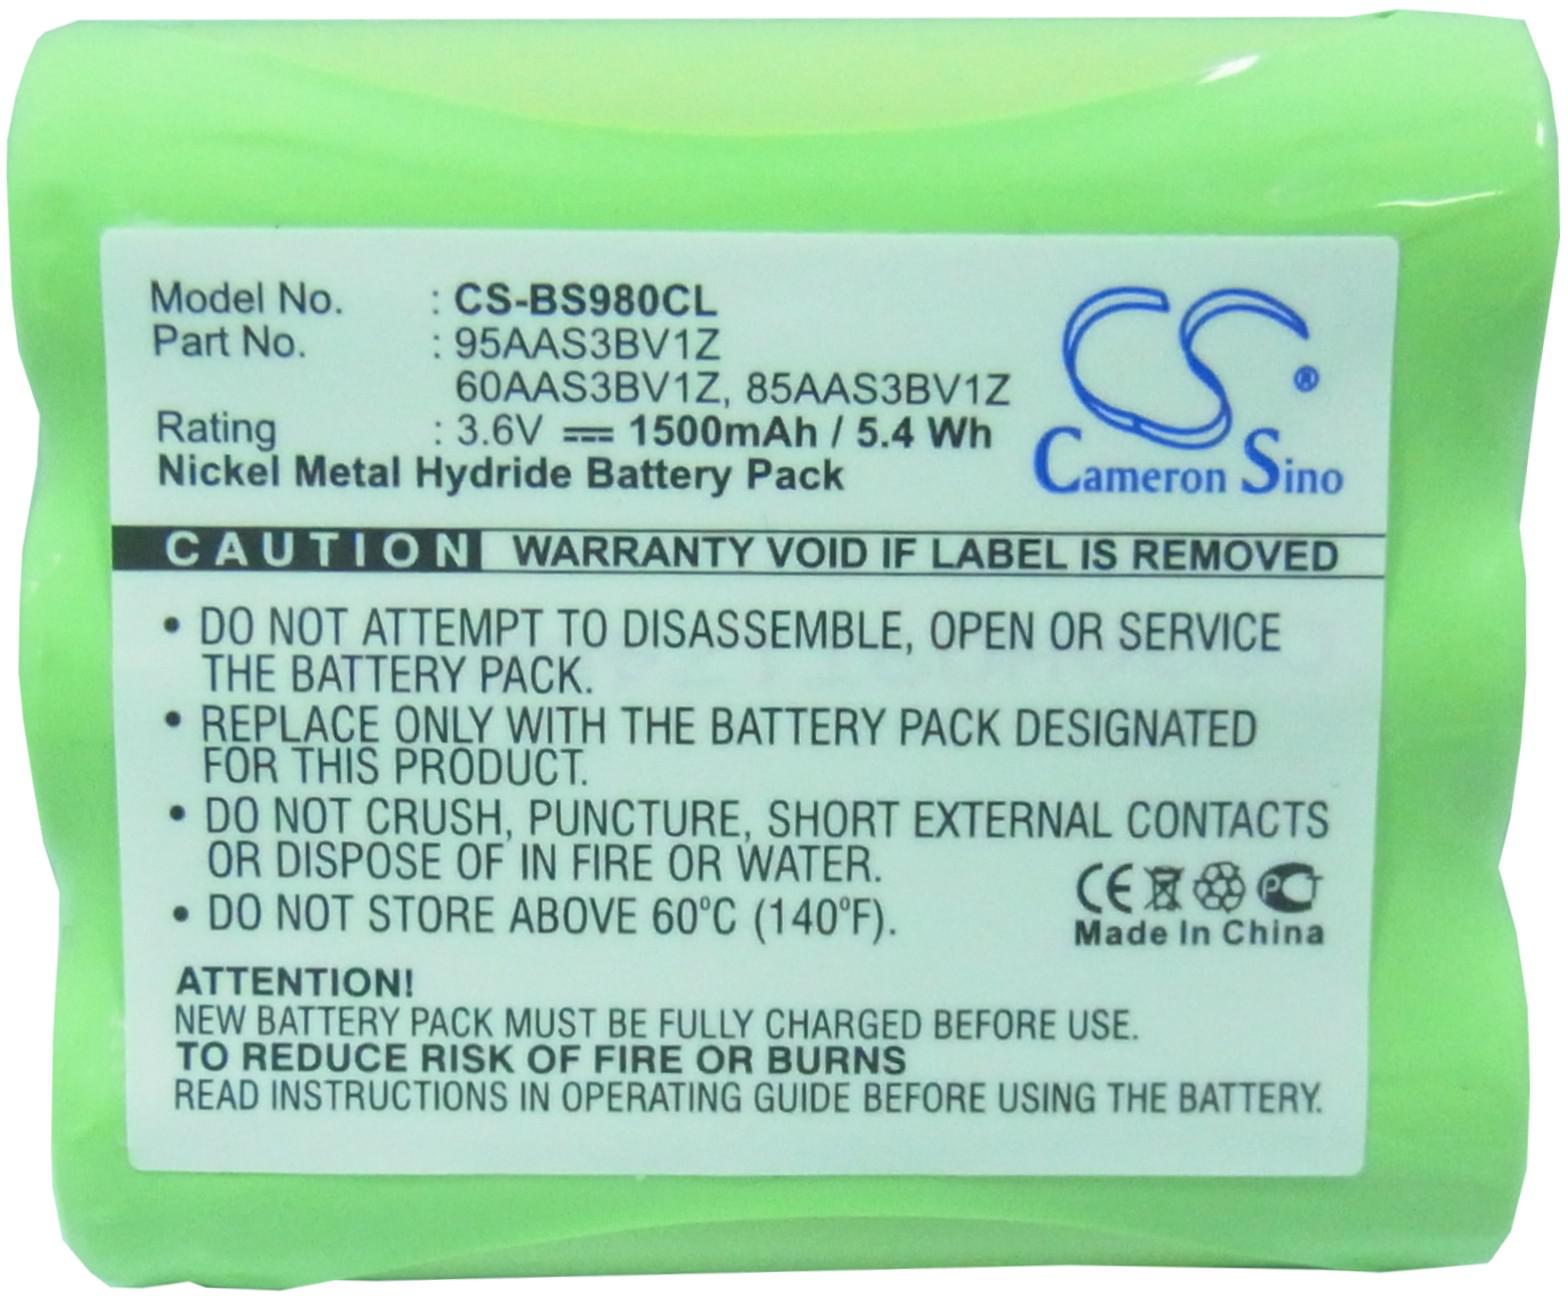 Model No. : CS-BS980CL
Part No. : 95AAS3BV1Z
60AAS3BV1Z, 85AAS3BV1Z
Rating : 3.6V 1500mAh / 5.4 Wh
Nickel Metal Hydride Battery Pack
CS®
Cameron Sino
CAUTION WARRANTY VOID IF LABEL IS REMOVED
• DO NOT ATTEMPT TO DISASSEMBLE, OPEN OR SERVICE
THE BATTERY PACK.
• REPLACE ONLY WITH THE BATTERY PACK DESIGNATED
FOR THIS PRODUCT.
• DO NOT CRUSH, PUNCTURE, SHORT EXTERNAL CONTACTS
OR DISPOSE OF IN FIRE OR WATER.
• DO NOT STORE ABOVE 60ºC (140ºF).
CE PCT
Made In China
ATTENTION!
NEW BATTERY PACK MUST BE FULLY CHARGED BEFORE USE.
TO REDUCE RISK OF FIRE OR BURNS
READ INSTRUCTIONS IN OPERATING GUIDE BEFORE USING THE BATTERY.